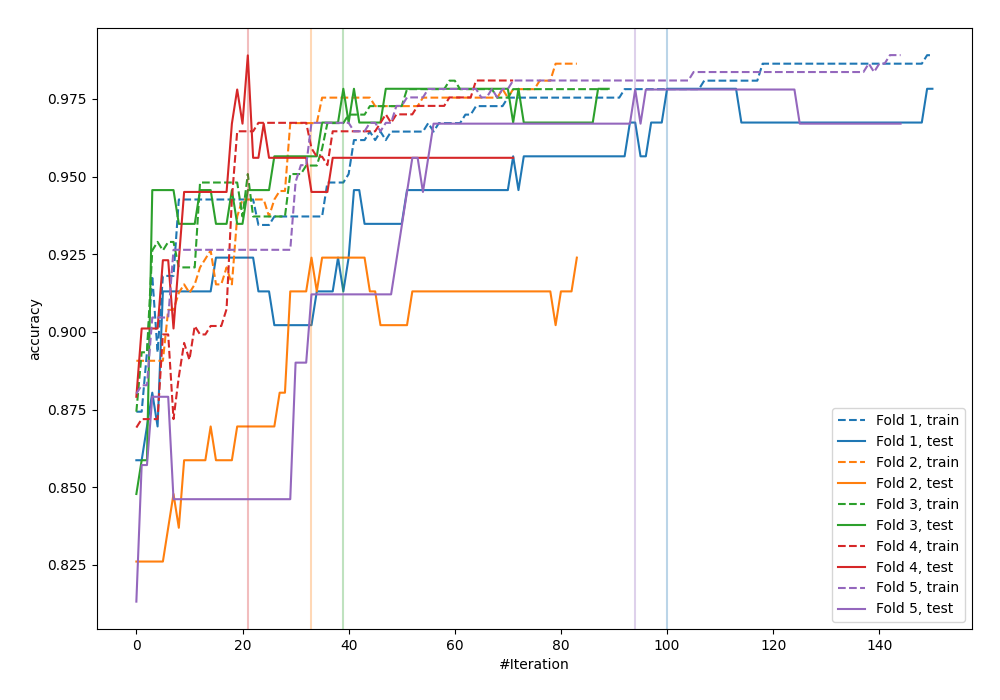 0.975
0.950
0.925
0.900
0.875
0.850
0.825
accuracy
0
20
40
60
80
100
120
140
#Iteration
Fold 1, train
Fold 1, test
Fold 2, train
Fold 2, test
Fold 3, train
Fold 3, test
Fold 4, train
Fold 4, test
Fold 5, train
Fold 5, test